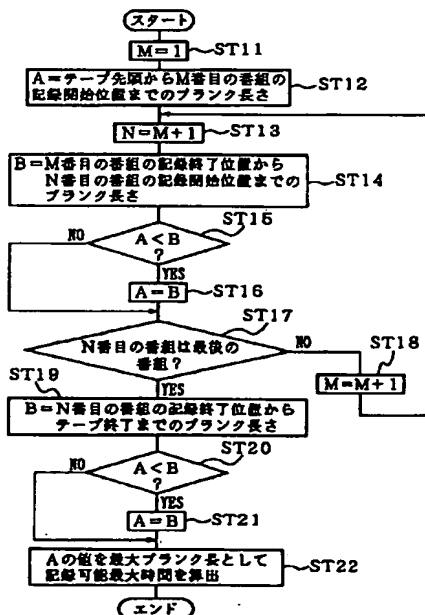 スタート
M=1
ST11
A=テープ先頭からM番目の番組の
記録開始位置までのブランク長さ
ST12
N=M+1
ST13
B=M番目の番組の記録終了位置から
N番目の番組の記録開始位置までの
ブランク長さ
ST14
ST15
NO
A<B
?
YES
A=B
ST16
ST17
N番目の番組は最後の
番組?
NO
ST18
M=M+1
YES
ST19
B=N番目の番組の記録終了位置から
テープ終了までのブランク長さ
ST20
NO
A<B
?
YES
A=B
ST21
Aの値を最大ブランク長として
記録可能最大時間を算出
ST22
エンド